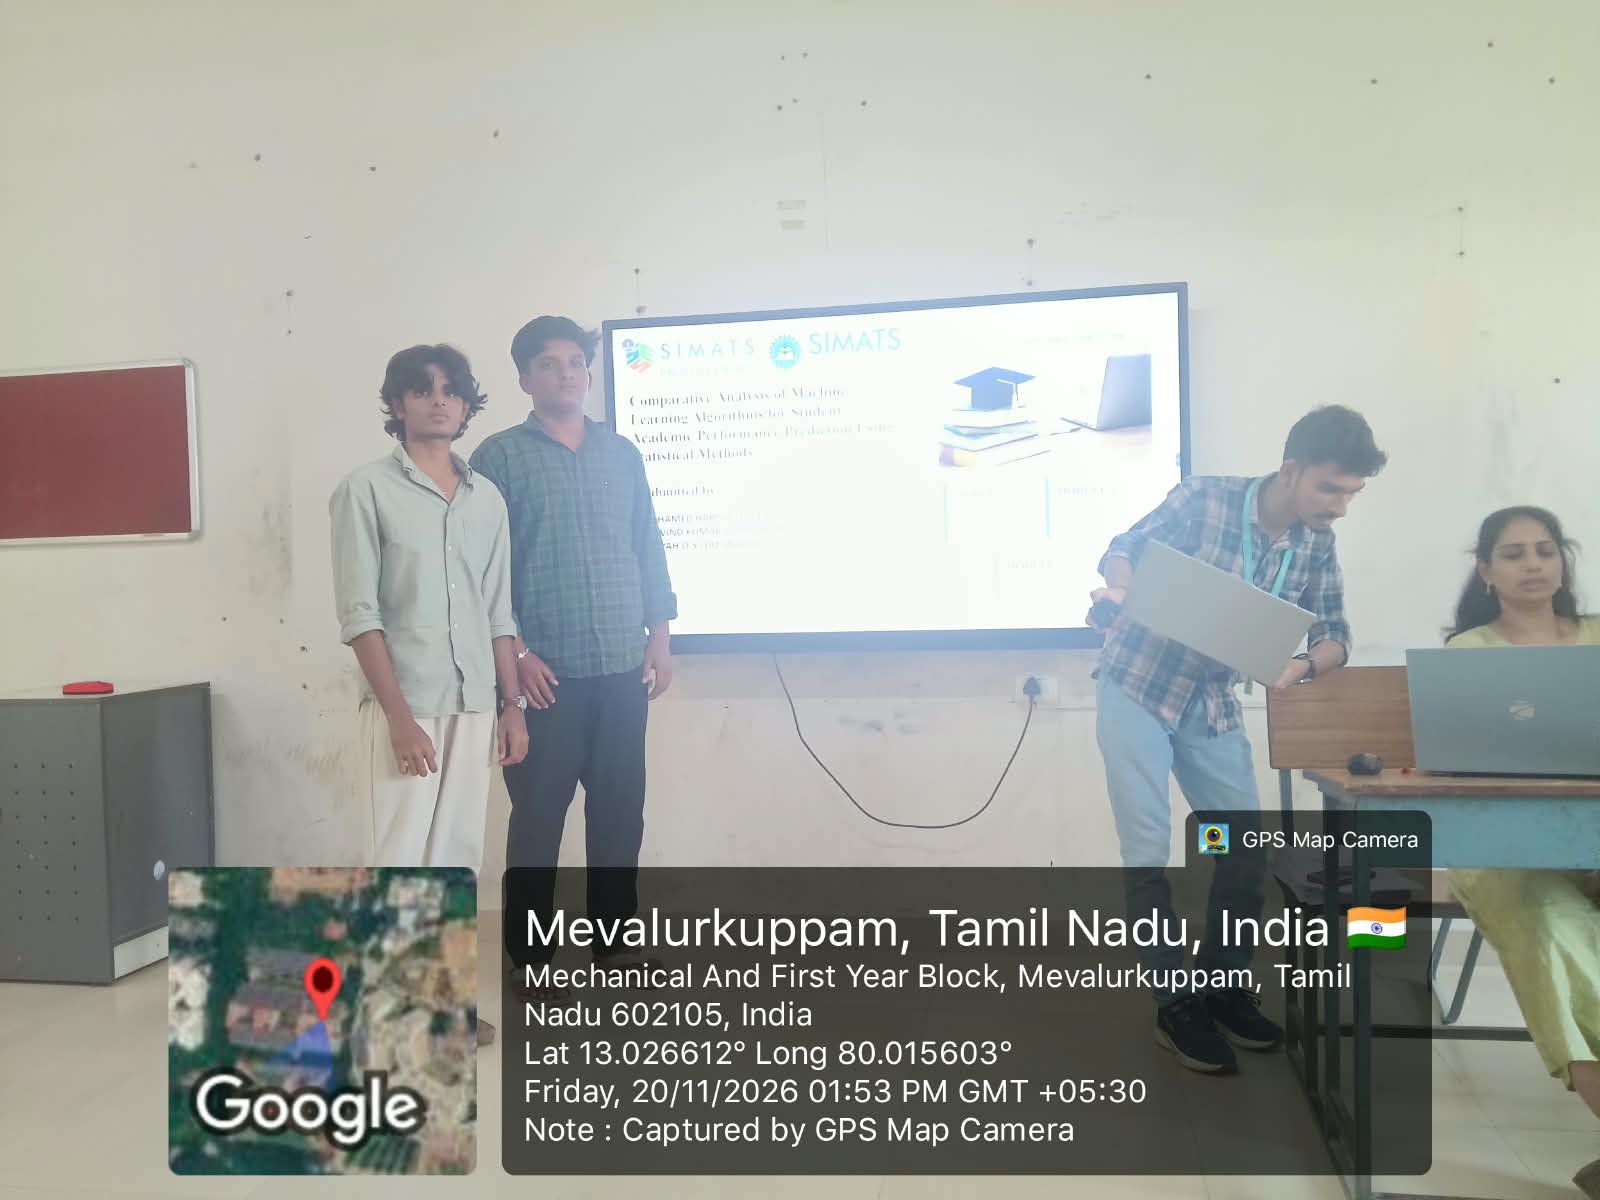 SIMATS
SIMATS
Comparative Analysis of Machine
Learning Algorithms for Student
Academic Performance Prediction Using
Statistical Methods
GPS Map Camera
Mevalurkuppam, Tamil Nadu, India
Mechanical And First Year Block, Mevalurkuppam, Tamil
Nadu 602105, India
Lat 13.026612° Long 80.015603°
Friday, 20/11/2026 01:53 PM GMT +05:30
Note : Captured by GPS Map Camera
Google